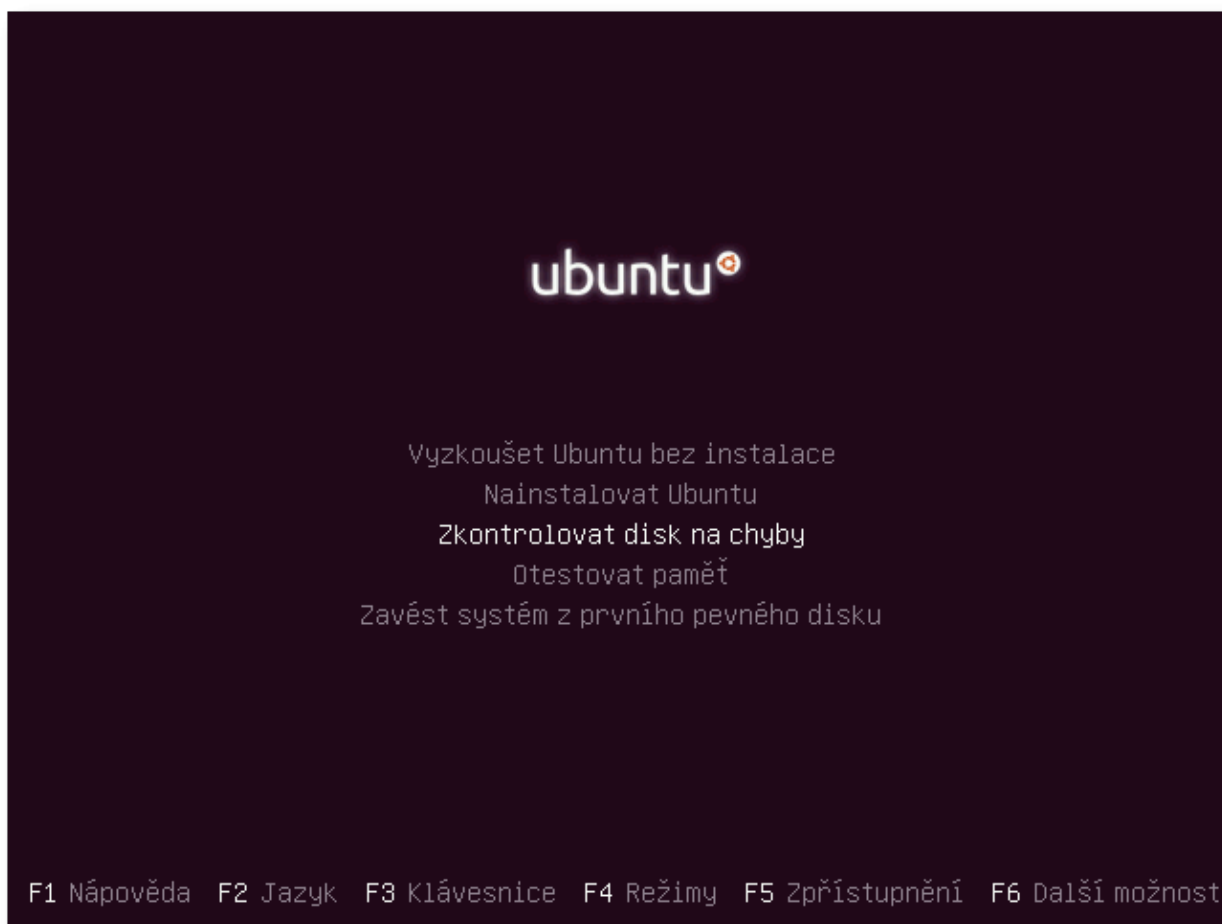 ubuntu
Vyzkoušet Ubuntu bez instalace
Nainstalovat Ubuntu
Zkontrolovat disk na chyby
Otestovat paměť
Zavést systém z prvního pevného disku
F1 Nápověda F2 Jazyk F3 Klávesnice F4 Režimy F5 Zpřístupnění F6 Další možnost